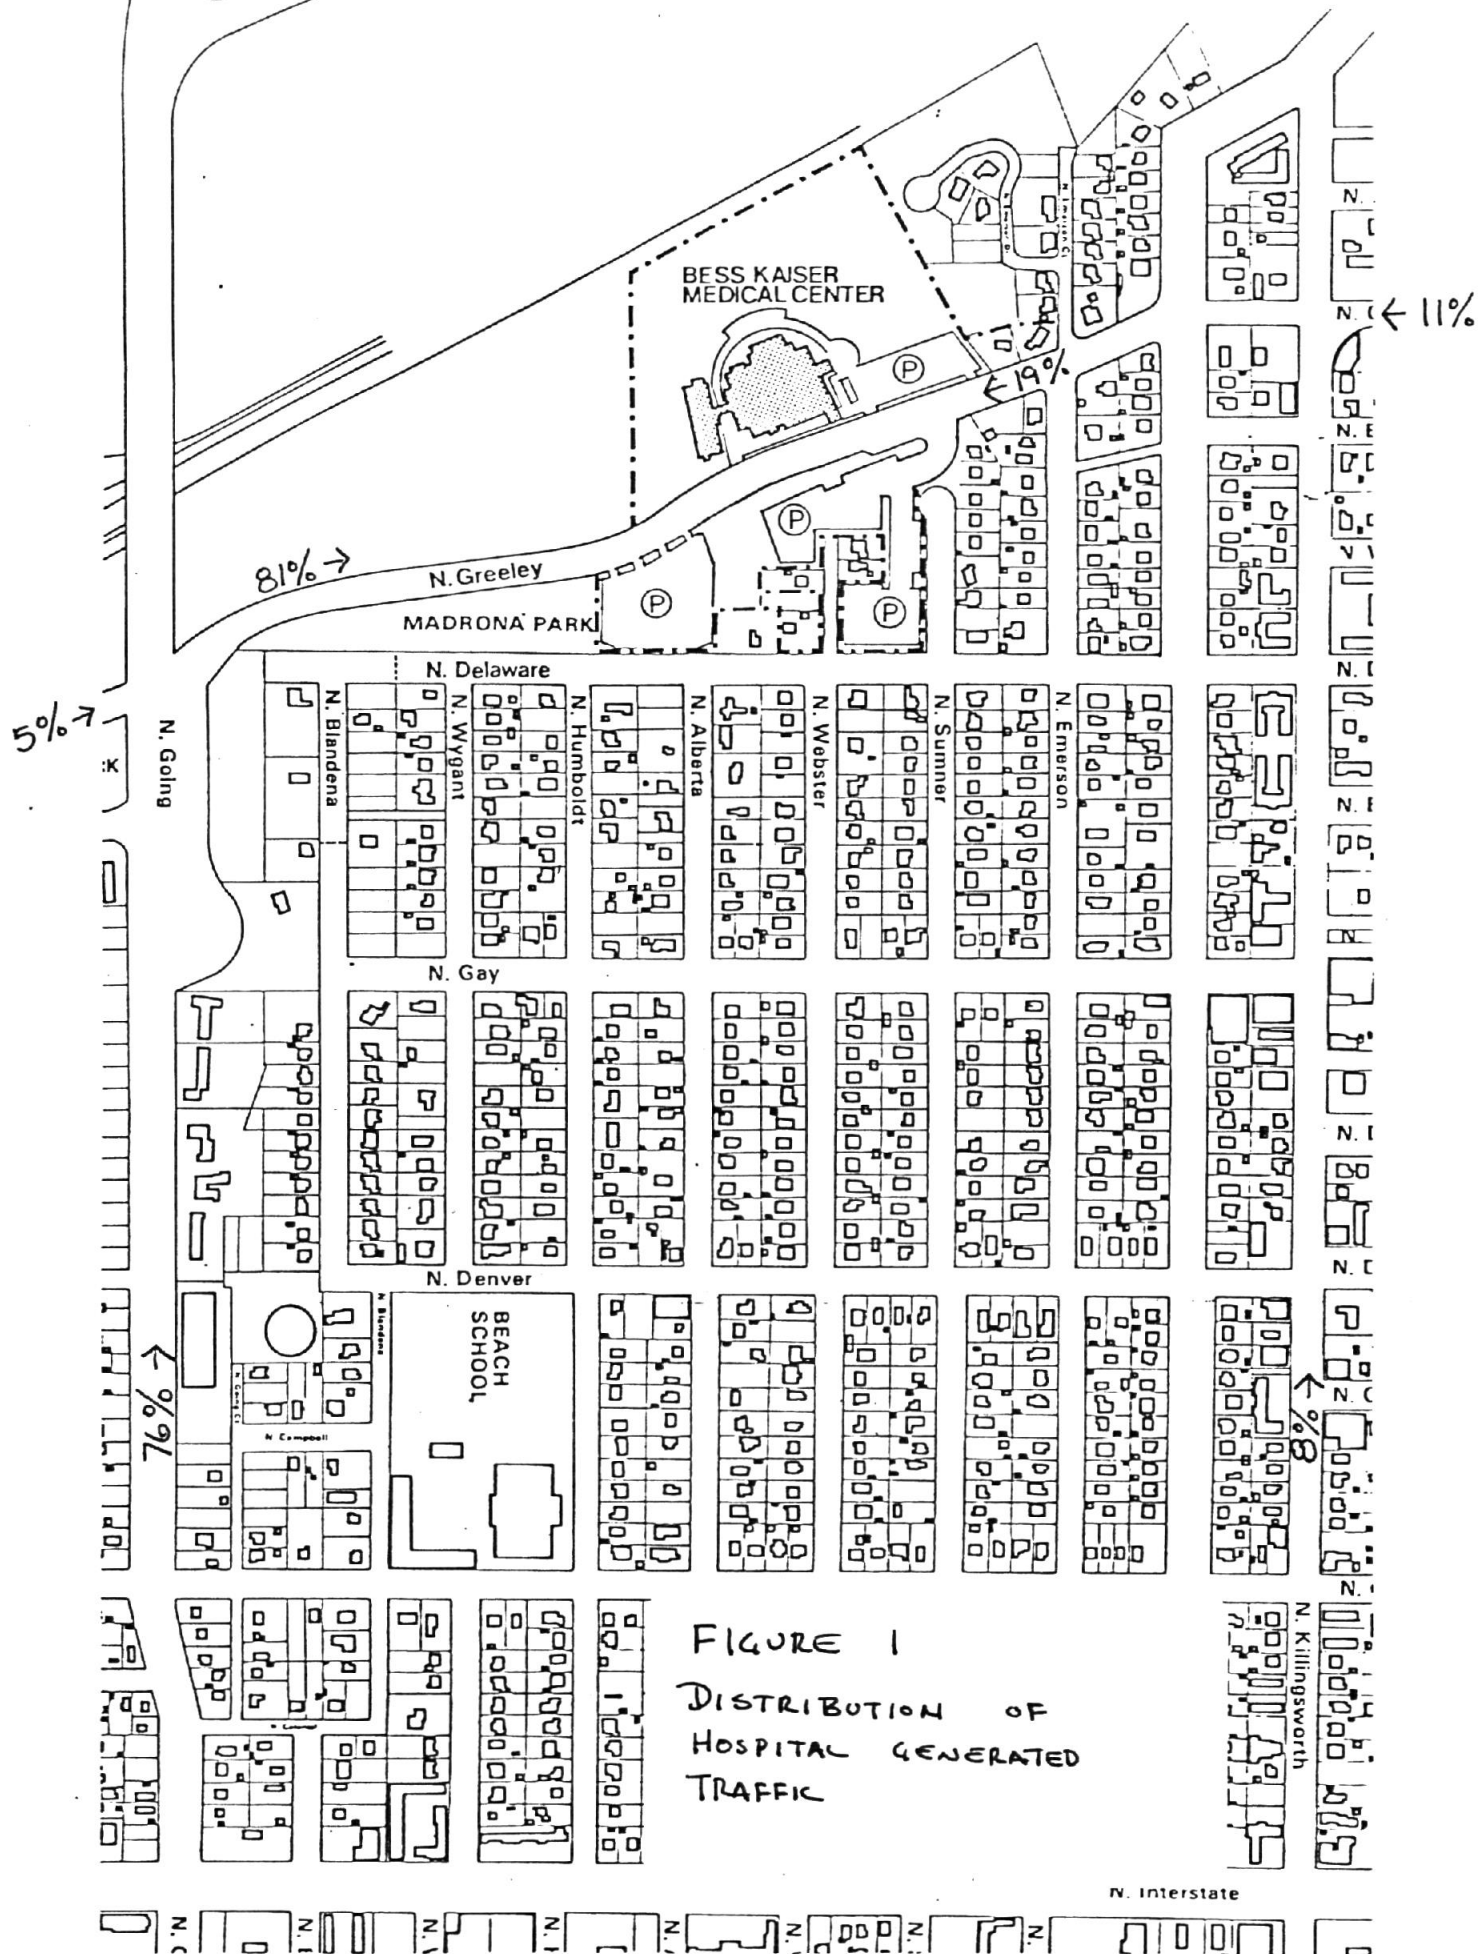 BESS KAISER
MEDICAL CENTER
P
← 11%
← 19%
P
81% →
N. Greeley
P
P
MADRONA PARK
N. Delaware
5% →
N. Going
N. Blandena
N. Wygant
N. Humboldt
N. Alberta
N. Webster
N. Sumner
N. Emerson
N. Gay
N. Denver
N. Blandena
BEACH
SCHOOL
76% →
N. Campbell
8% →
FIGURE 1
DISTRIBUTION OF
HOSPITAL GENERATED
TRAFFIC
N. Killingsworth
N. Interstate